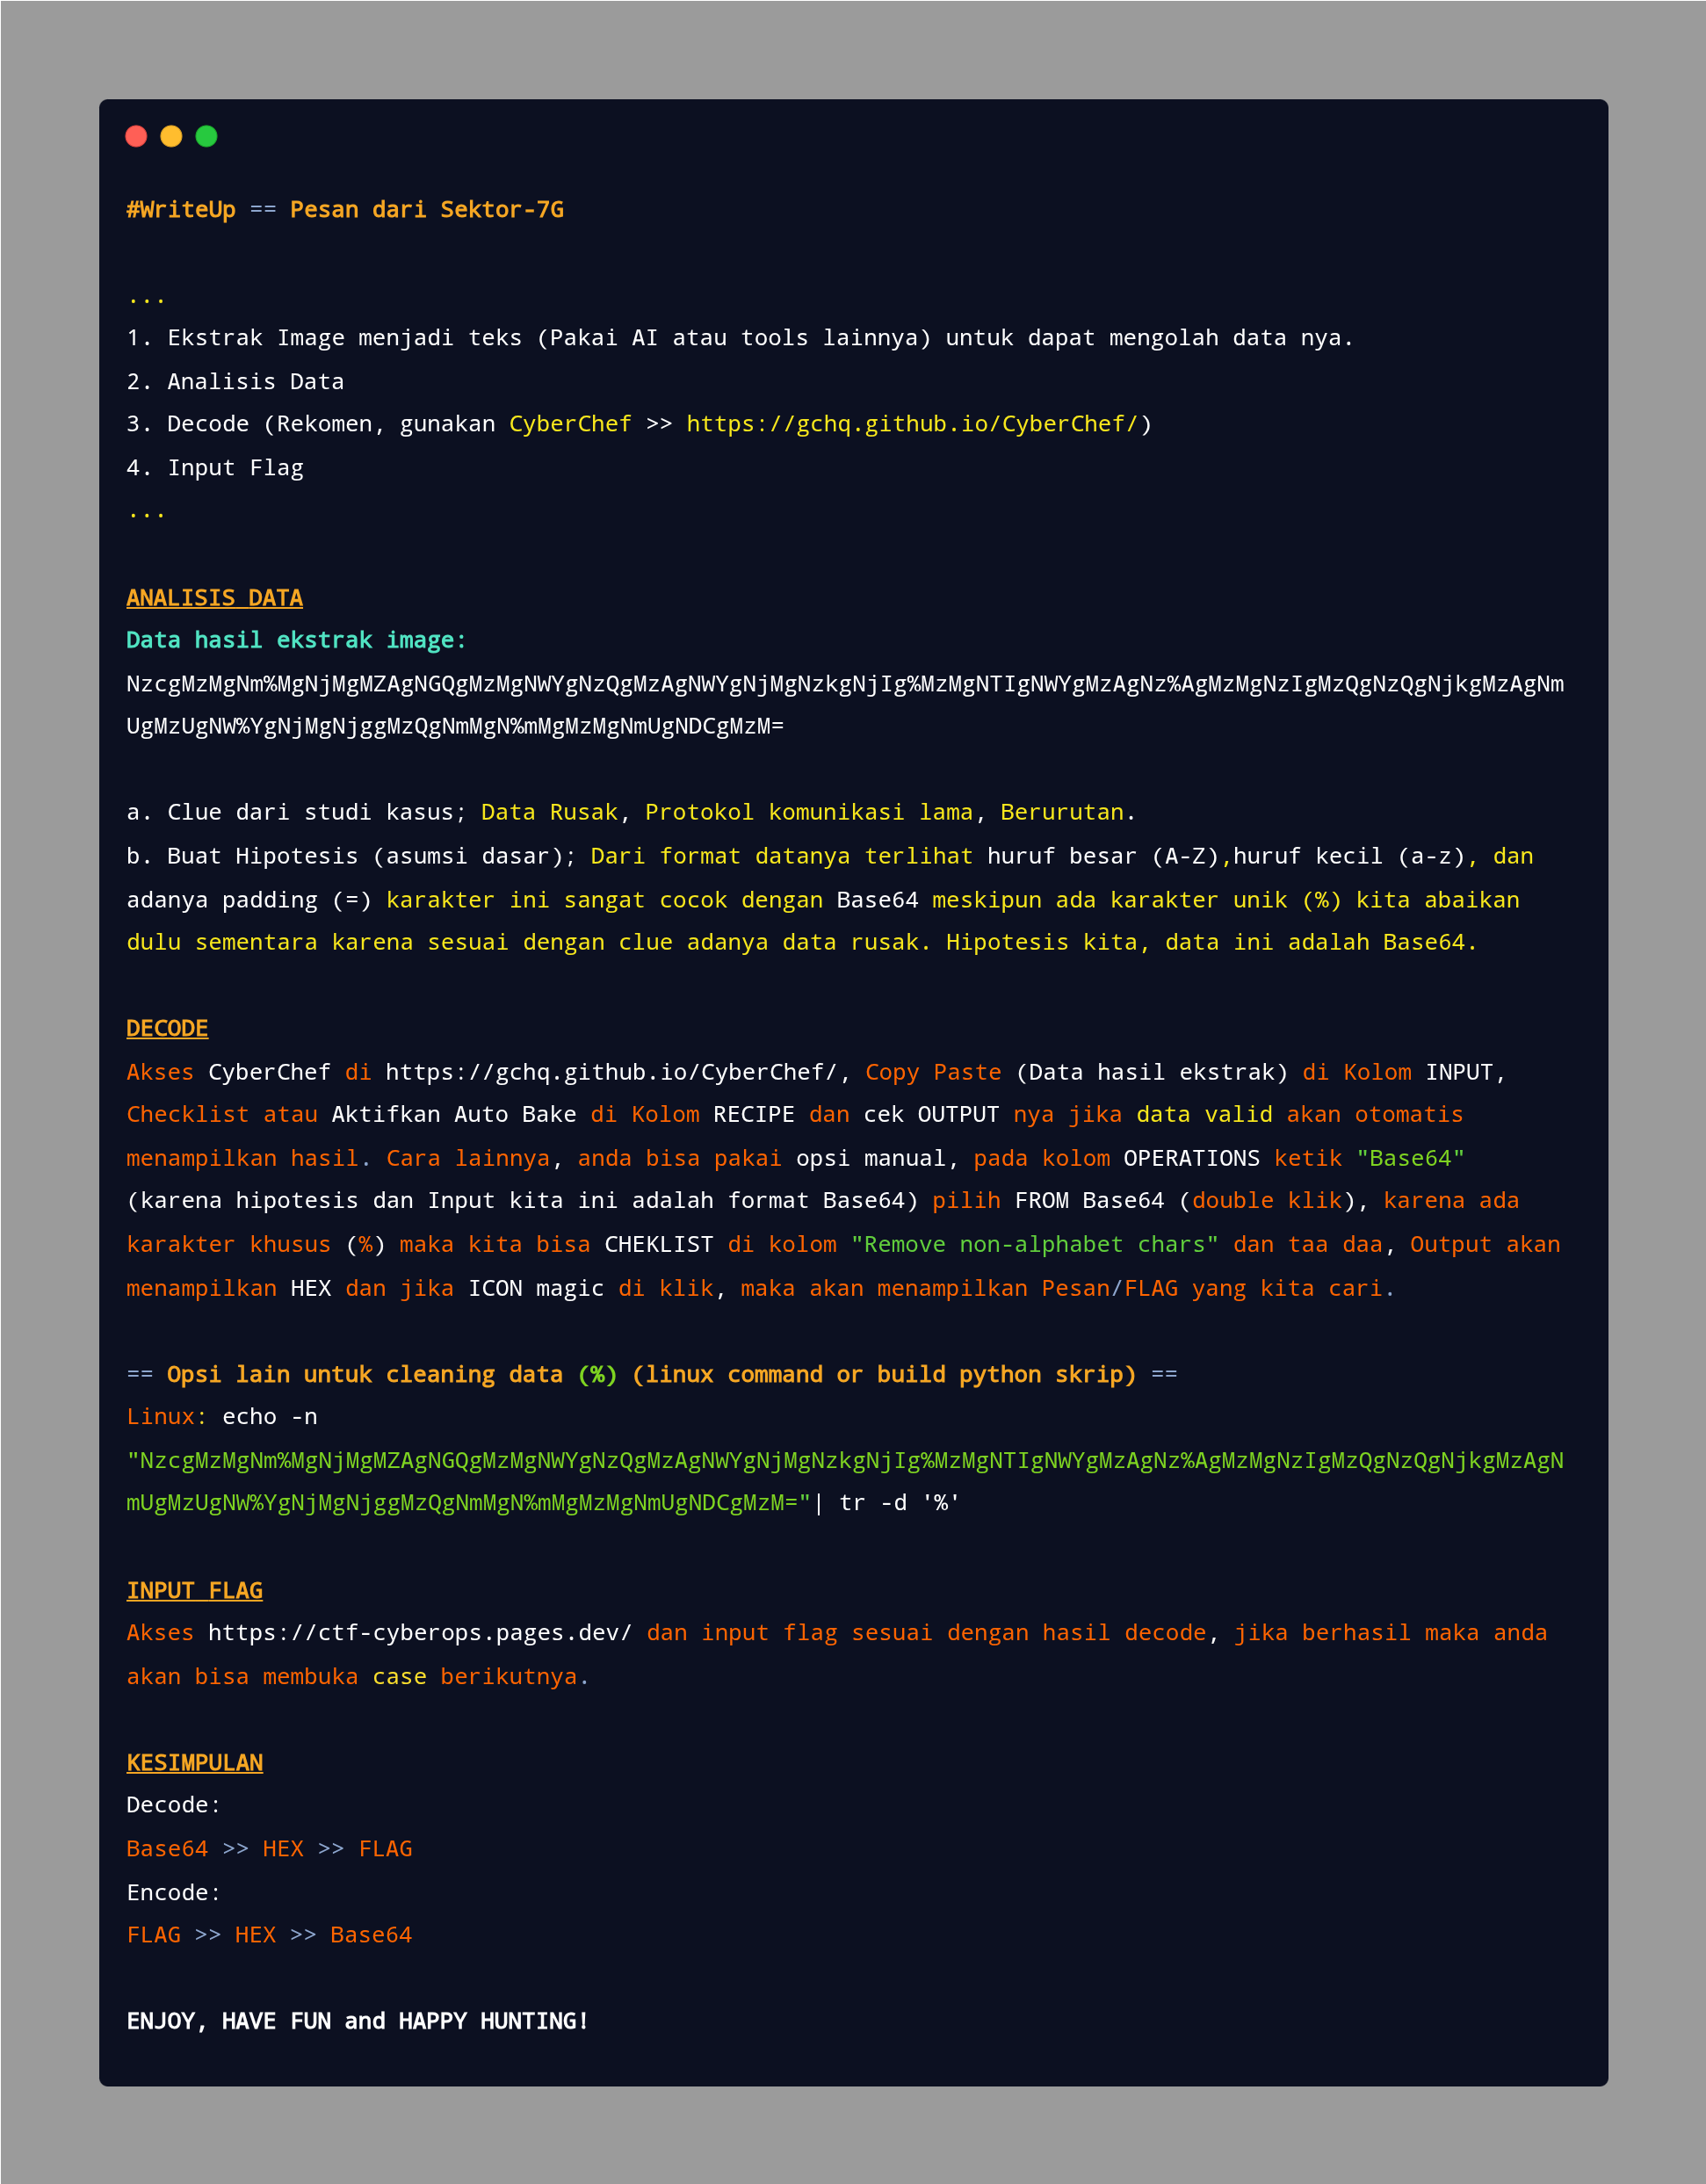 #WriteUp == Pesan dari Sektor-7G
...
1. Ekstrak Image menjadi teks (Pakai AI atau tools lainnya) untuk dapat mengolah data nya.
2. Analisis Data
3. Decode (Rekomen, gunakan CyberChef >> https://gchq.github.io/CyberChef/)
4. Input Flag
...
ANALISIS DATA
Data hasil ekstrak image:
NzcgMzMgNm%MgNjMgMZAgNGQgMzMgNWYgNzQgMzAgNWYgNjMgNzkgNjIg%MzMgNTIgNWYgMzAgNz%AgMzMgNzIgMzQgNzQgNjkgMzAgNm
UgMzUgNW%YgNjMgNjggMzQgNmMgN%mMgMzMgNmUgNDCgMzM=
a. Clue dari studi kasus; Data Rusak, Protokol komunikasi lama, Berurutan.
b. Buat Hipotesis (asumsi dasar); Dari format datanya terlihat huruf besar (A-Z),huruf kecil (a-z), dan
adanya padding (=) karakter ini sangat cocok dengan Base64 meskipun ada karakter unik (%) kita abaikan
dulu sementara karena sesuai dengan clue adanya data rusak. Hipotesis kita, data ini adalah Base64.
DECODE
Akses CyberChef di https://gchq.github.io/CyberChef/, Copy Paste (Data hasil ekstrak) di Kolom INPUT,
Checklist atau Aktifkan Auto Bake di Kolom RECIPE dan cek OUTPUT nya jika data valid akan otomatis
menampilkan hasil. Cara lainnya, anda bisa pakai opsi manual, pada kolom OPERATIONS ketik "Base64"
(karena hipotesis dan Input kita ini adalah format Base64) pilih FROM Base64 (double klik), karena ada
karakter khusus (%) maka kita bisa CHEKLIST di kolom "Remove non-alphabet chars" dan taa daa, Output akan
menampilkan HEX dan jika ICON magic di klik, maka akan menampilkan Pesan/FLAG yang kita cari.
== Opsi lain untuk cleaning data (%) (linux command or build python skrip) ==
Linux: echo -n
"NzcgMzMgNm%MgNjMgMZAgNGQgMzMgNWYgNzQgMzAgNWYgNjMgNzkgNjIg%MzMgNTIgNWYgMzAgNz%AgMzMgNzIgMzQgNzQgNjkgMzAgN
mUgMzUgNW%YgNjMgNjggMzQgNmMgN%mMgMzMgNmUgNDCgMzM="| tr -d '%'
INPUT FLAG
Akses https://ctf-cyberops.pages.dev/ dan input flag sesuai dengan hasil decode, jika berhasil maka anda
akan bisa membuka case berikutnya.
KESIMPULAN
Decode:
Base64 >> HEX >> FLAG
Encode:
FLAG >> HEX >> Base64
ENJOY, HAVE FUN and HAPPY HUNTING!